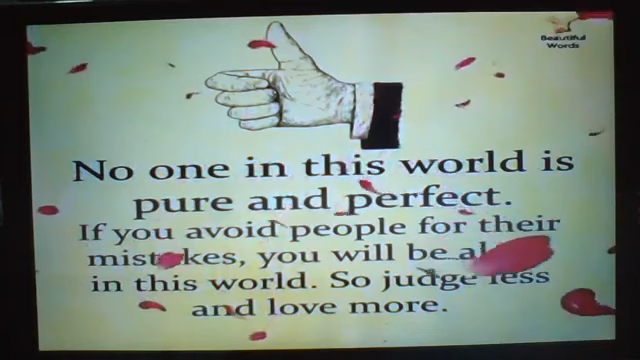 Beautiful
Words
No one in this world is
pure and perfect.
If you avoid people for their
mistakes, you will be al
in this world. So judge less
and love more.